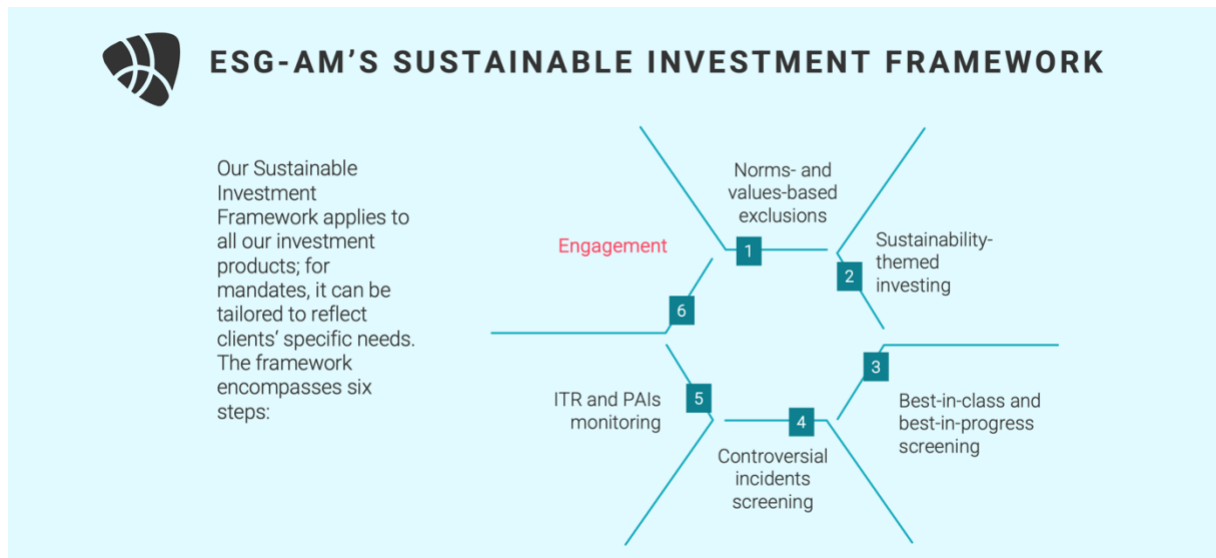 ESG-AM’S SUSTAINABLE INVESTMENT FRAMEWORK
Our Sustainable
Investment
Framework applies to
all our investment
products; for
mandates, it can be
tailored to reflect
clients‘ specific needs.
The framework
encompasses six
steps:
Norms- and
values-based
exclusions
1
Sustainability-
themed
investing
2
Best-in-class and
best-in-progress
screening
3
Controversial
incidents
screening
4
ITR and PAIs
monitoring
5
Engagement
6